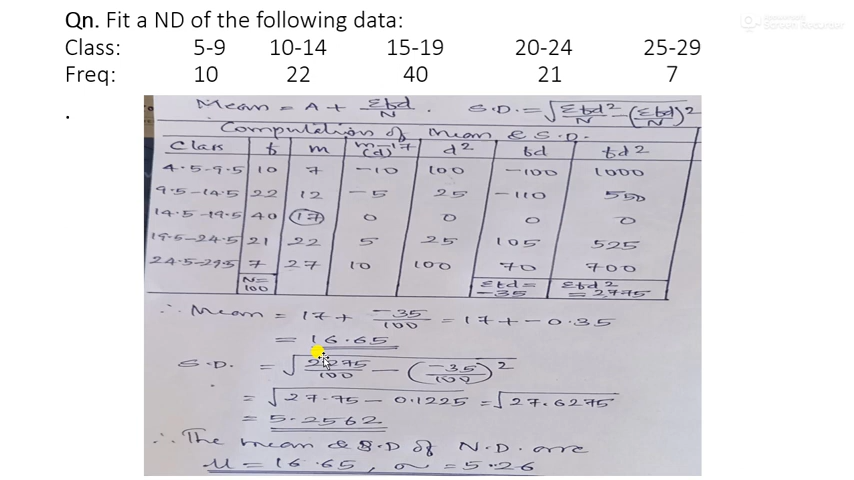 Qn. Fit a ND of the following data:
Class: 5-9 10-14 15-19 20-24 25-29
Freq: 10 22 40 21 7
.
Mean = A + Σfd/N . S.D. = √Σfd²/N - (Σfd/N)²
Computation of mean & S.D.
Class f m m-17 (d) d² fd fd²
4.5-9.5 10 7 -10 100 -100 1000
9.5-14.5 22 12 -5 25 -110 550
14.5-19.5 40 17 0 0 0 0
19.5-24.5 21 22 5 25 105 525
24.5-29.5 7 27 10 100 70 700
N= 100 Σfd = -35 Σfd² = 2775
∴ Mean = 17 + -35/100 = 17 + -0.35
= 16.65
S.D. = √2775/100 - (-35/100)²
= √27.75 - 0.1225 = √27.6275
= 5.2562
∴ The mean & S.D of N.D. are
μ = 16.65, σ = 5.26
Screen Recorder